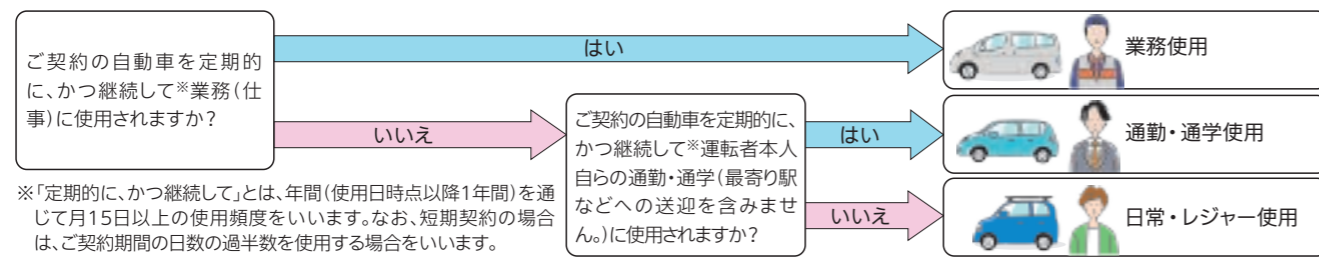 ご契約の自動車を定期的
に、かつ継続して※業務(仕
事)に使用されますか？
はい
業務使用
いいえ
ご契約の自動車を定期的に、
かつ継続して※運転者本人
自らの通勤・通学(最寄り駅
などへの送迎を含みませ
ん。)に使用されますか？
はい
通勤・通学使用
いいえ
日常・レジャー使用
※「定期的に、かつ継続して」とは、年間(使用日時点以降1年間)を通
じて月15日以上の使用頻度をいいます。なお、短期契約の場合
は、ご契約期間の日数の過半数を使用する場合をいいます。